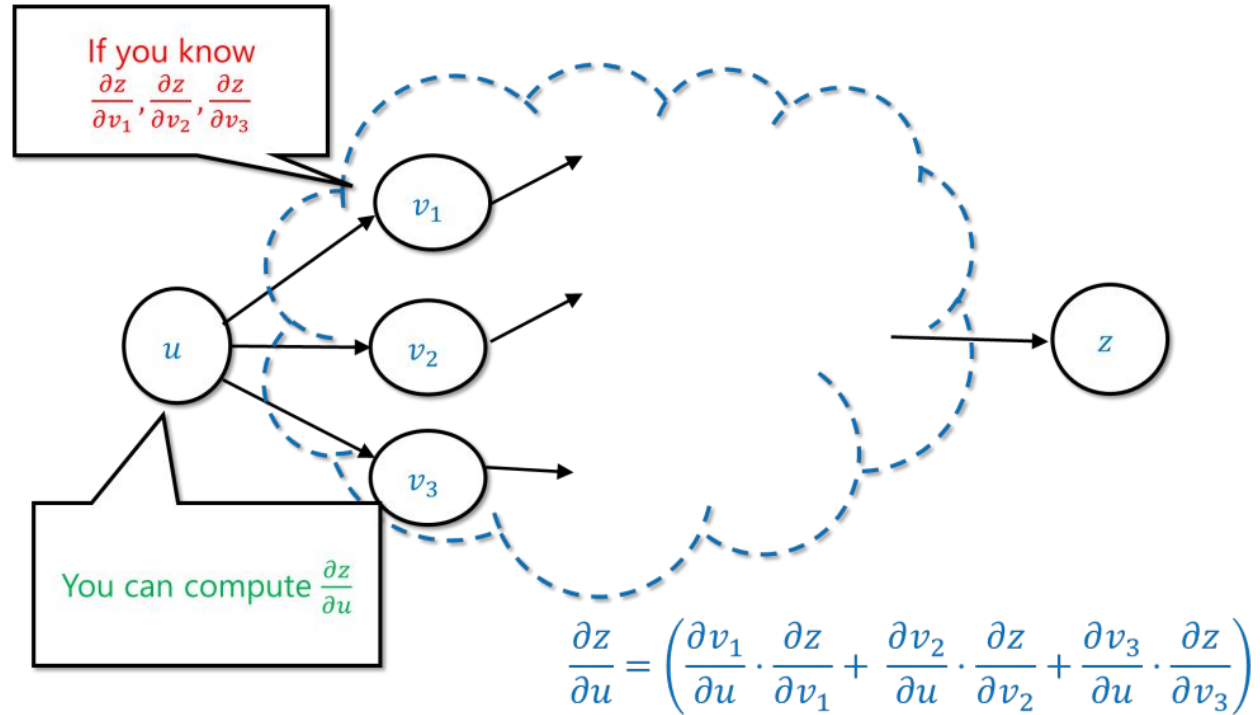 If you know
∂z/∂v₁, ∂z/∂v₂, ∂z/∂v₃
v₁
u
v₂
z
v₃
You can compute ∂z/∂u
∂z/∂u = (∂v₁/∂u · ∂z/∂v₁ + ∂v₂/∂u · ∂z/∂v₂ + ∂v₃/∂u · ∂z/∂v₃)